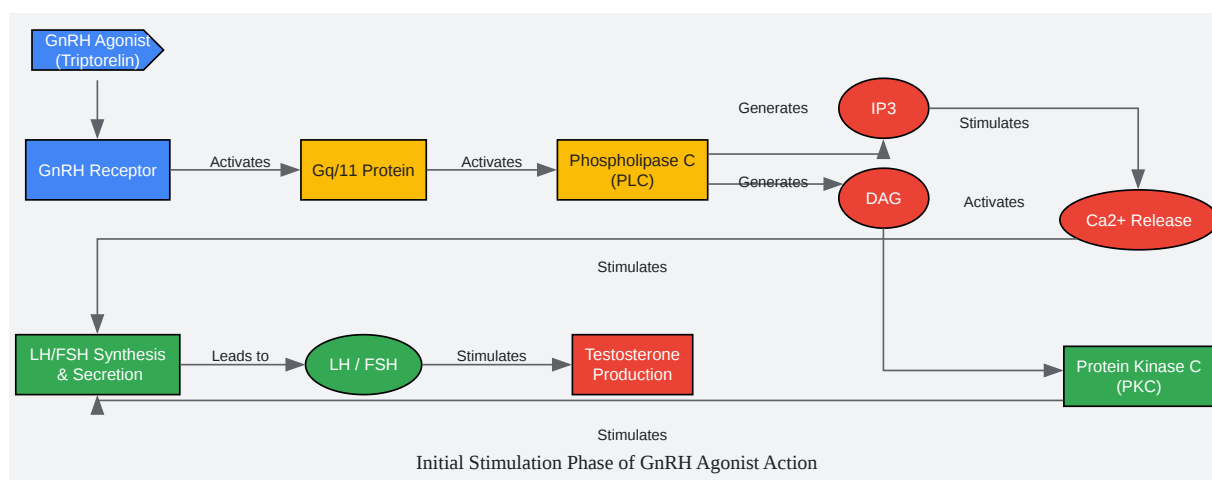 GnRH Agonist
(Triptorelin)
GnRH Receptor
Activates
Gq/11 Protein
Activates
Phospholipase C
(PLC)
Generates
IP3
Stimulates
Generates
DAG
Activates
Ca2+ Release
Stimulates
LH/FSH Synthesis
& Secretion
Leads to
LH / FSH
Stimulates
Testosterone
Production
Protein Kinase C
(PKC)
Stimulates
Initial Stimulation Phase of GnRH Agonist Action